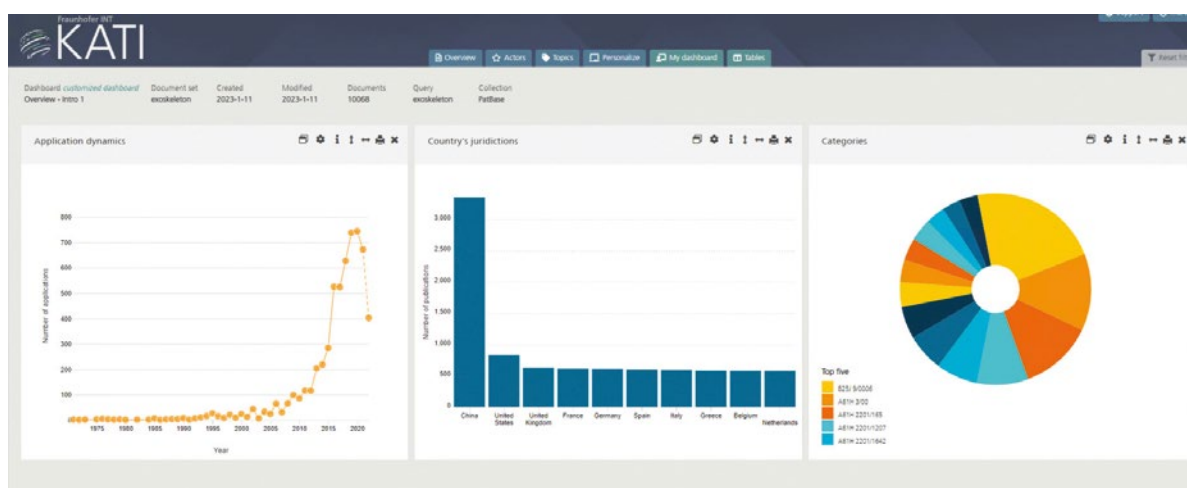 Fraunhofer INT
KATI
Overview
Actors
Topics
Personalize
My dashboard
Tables
Dashboard customized dashboard
Overview - Intro 1
Document set
exoskeleton
Created
2023-1-11
Modified
2023-1-11
Documents
10068
Query
exoskeleton
Collection
PatBase
Application dynamics
800
700
600
500
400
300
200
100
Number of applications
1975 1980 1985 1990 1995 2000 2005 2010 2015 2020
Year
Country's juridictions
3.000
2.500
2.000
1.500
1.000
500
0
Number of publications
China
United States
United Kingdom
France
Germany
Spain
Italy
Greece
Belgium
Netherlands
Categories
Top five
B25J 9/0006
A61H 3/00
A61H 2201/165
A61H 2201/1207
A61H 2201/1642